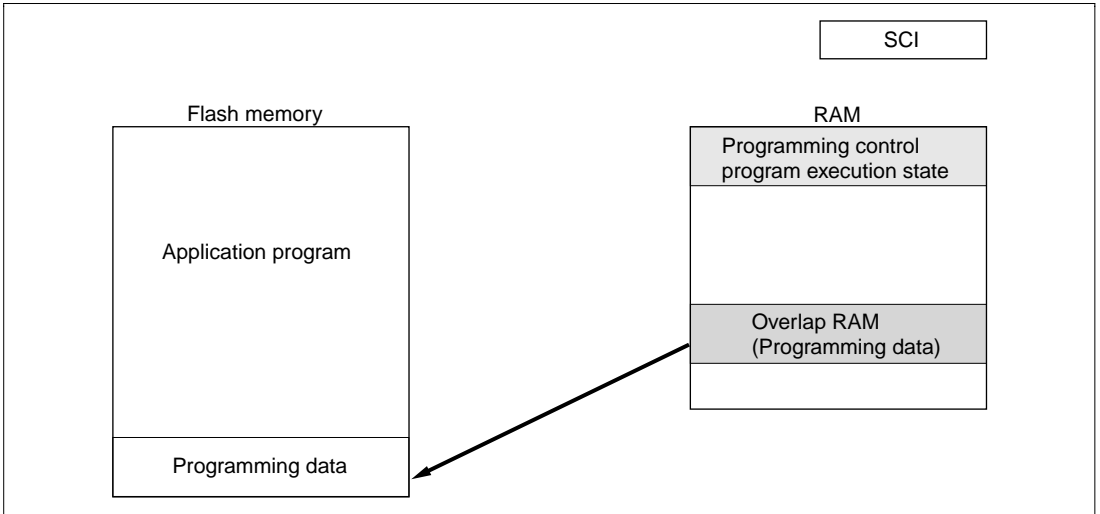 SCI
Flash memory
RAM
Programming control
program execution state
Application program
Overlap RAM
(Programming data)
Programming data